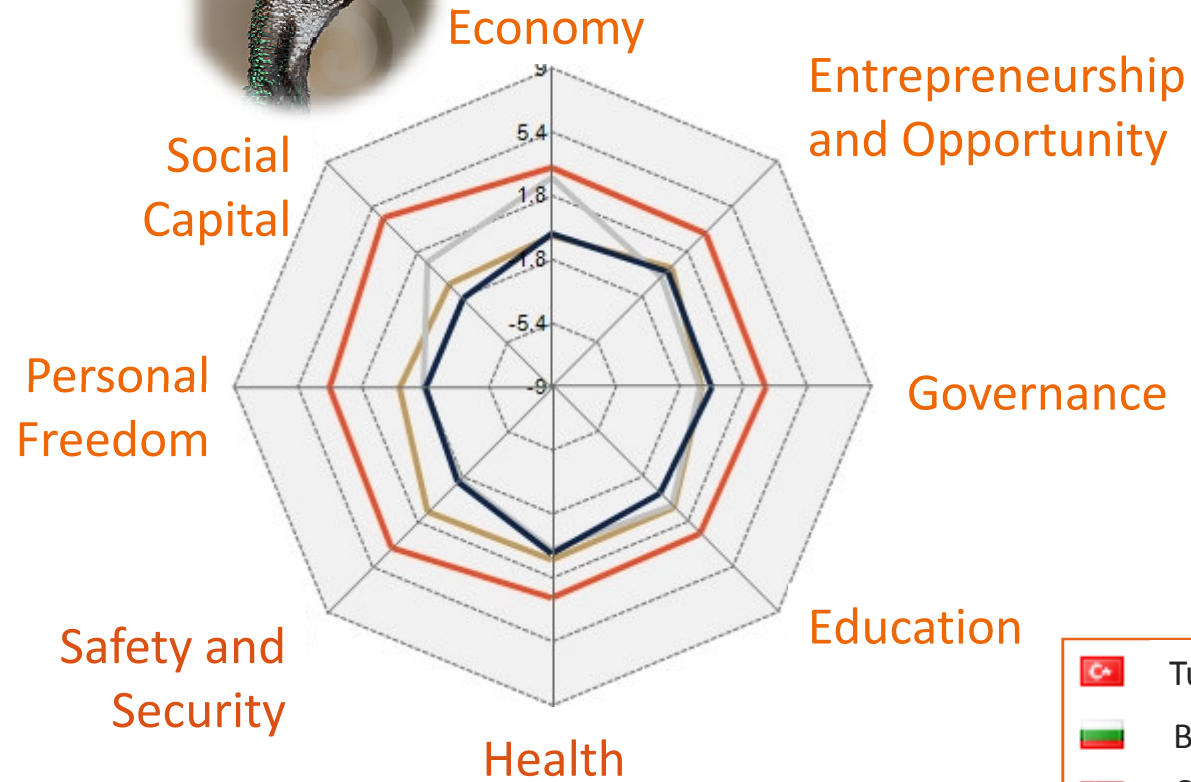 Economy
Entrepreneurship
and Opportunity
Social
Capital
9
5,4
1,8
1,8
-5,4
-9
Personal
Freedom
Governance
Safety and
Security
Education
Health